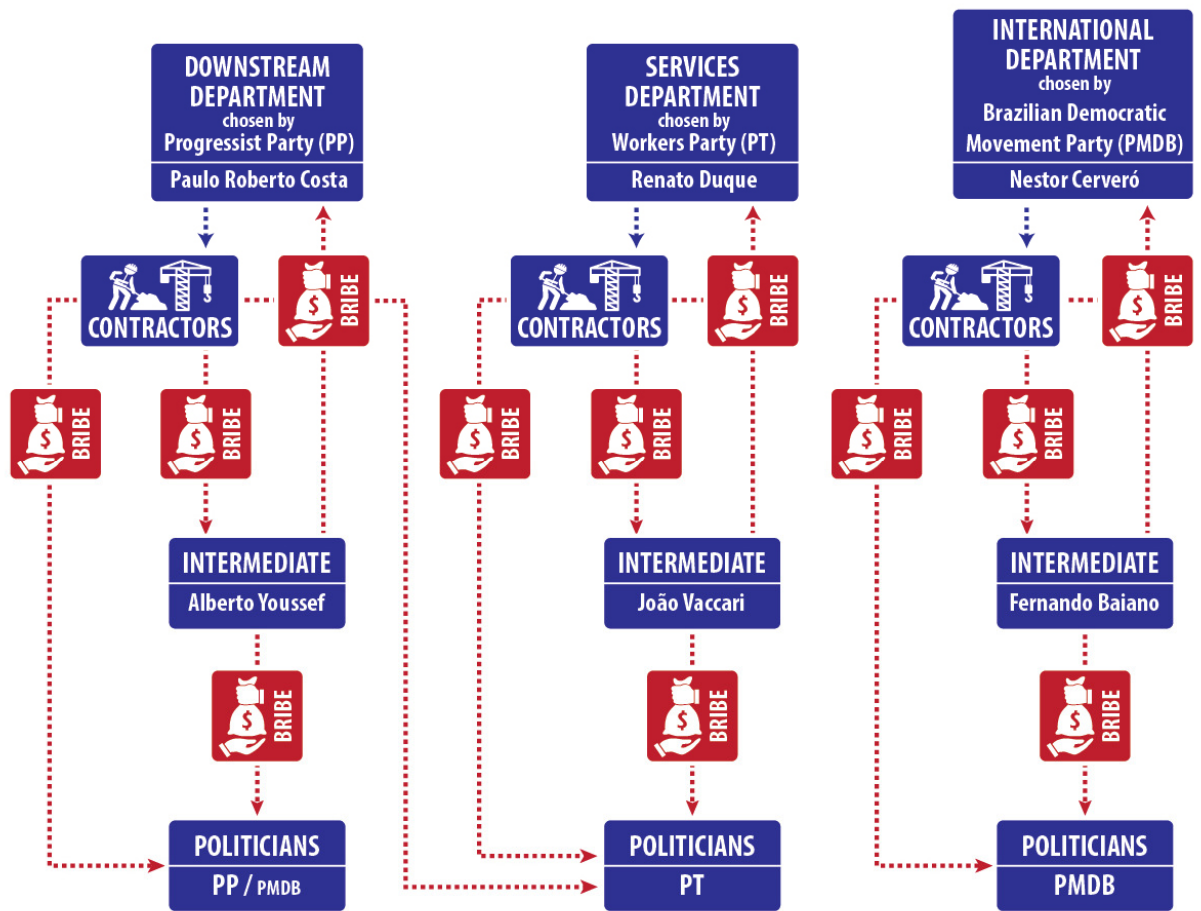 DOWNSTREAM
DEPARTMENT
chosen by
Progressist Party (PP)
Paulo Roberto Costa
SERVICES
DEPARTMENT
chosen by
Workers Party (PT)
Renato Duque
INTERNATIONAL
DEPARTMENT
chosen by
Brazilian Democratic
Movement Party (PMDB)
Nestor Cerveró
CONTRACTORS
$
BRIBE
CONTRACTORS
$
BRIBE
CONTRACTORS
$
BRIBE
$
BRIBE
$
BRIBE
$
BRIBE
$
BRIBE
$
BRIBE
$
BRIBE
INTERMEDIATE
Alberto Youssef
INTERMEDIATE
João Vaccari
INTERMEDIATE
Fernando Baiano
$
BRIBE
$
BRIBE
$
BRIBE
POLITICIANS
PP / PMDB
POLITICIANS
PT
POLITICIANS
PMDB